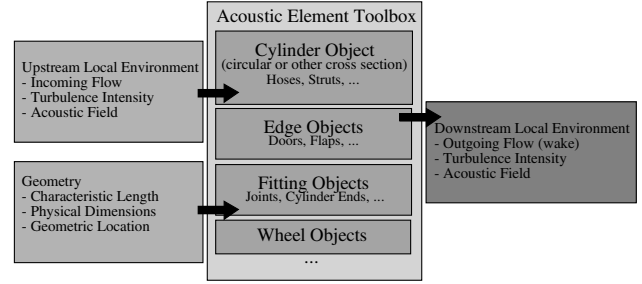 Acoustic Element Toolbox
Cylinder Object
(circular or other cross section)
Hoses, Struts, ...
Edge Objects
Doors, Flaps, ...
Fitting Objects
Joints, Cylinder Ends, ...
Wheel Objects
...
Upstream Local Environment
- Incoming Flow
- Turbulence Intensity
- Acoustic Field
Geometry
- Characteristic Length
- Physical Dimensions
- Geometric Location
Downstream Local Environment
- Outgoing Flow (wake)
- Turbulence Intensity
- Acoustic Field